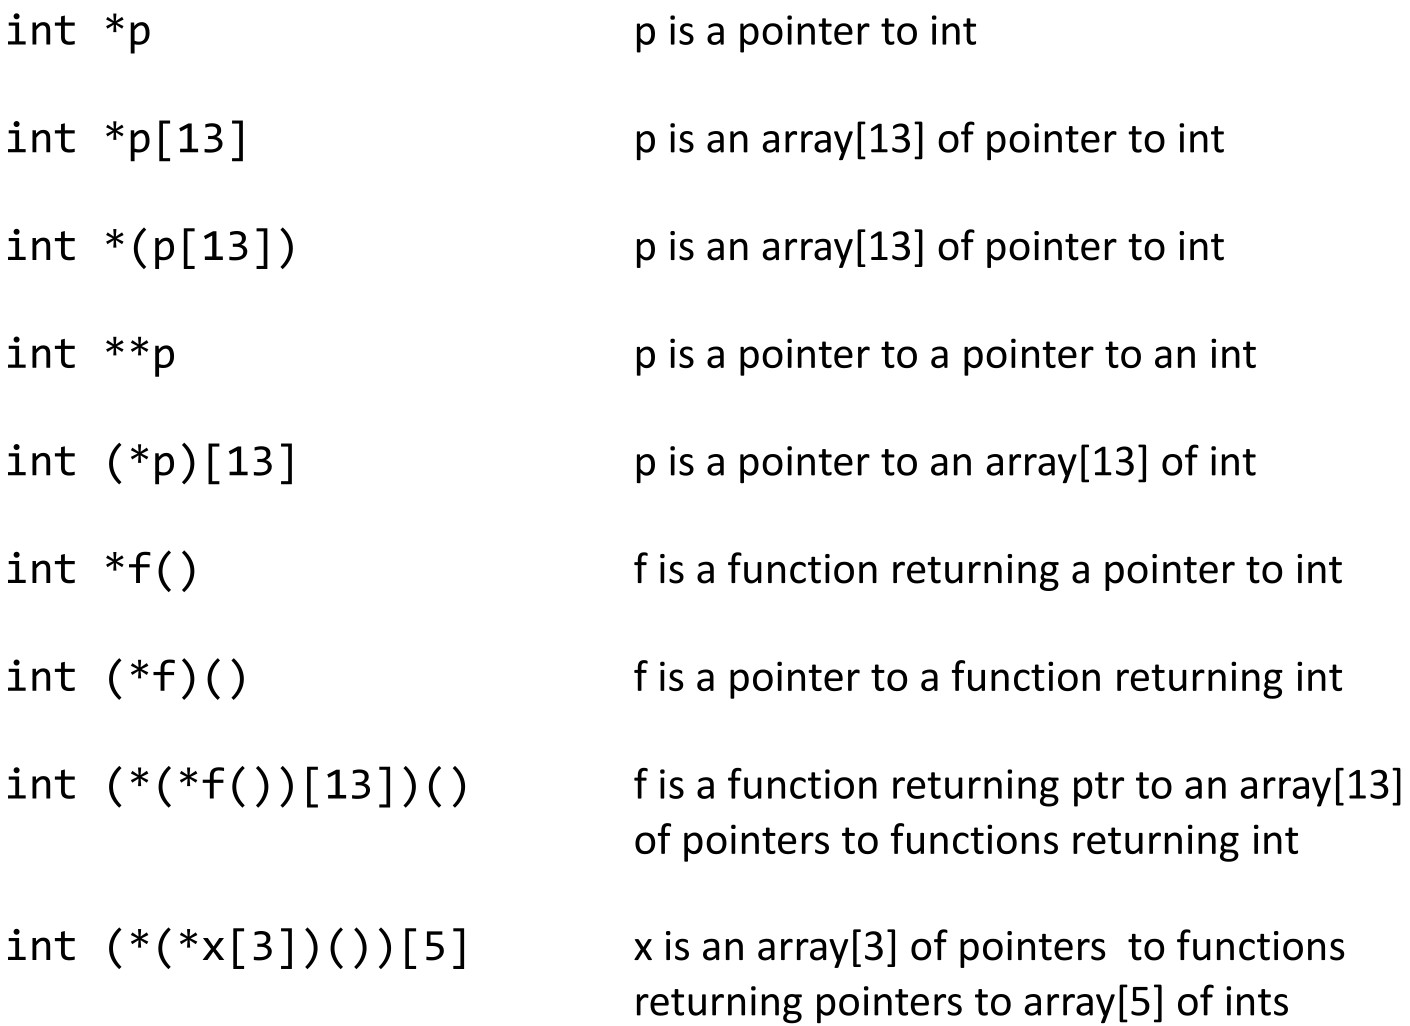 int *p p is a pointer to int
int *p[13] p is an array[13] of pointer to int
int *(p[13]) p is an array[13] of pointer to int
int **p p is a pointer to a pointer to an int
int (*p)[13] p is a pointer to an array[13] of int
int *f() f is a function returning a pointer to int
int (*f)() f is a pointer to a function returning int
int (*(*f())[13])() f is a function returning ptr to an array[13]
of pointers to functions returning int
int (*(*x[3])())[5] x is an array[3] of pointers  to functions
returning pointers to array[5] of ints